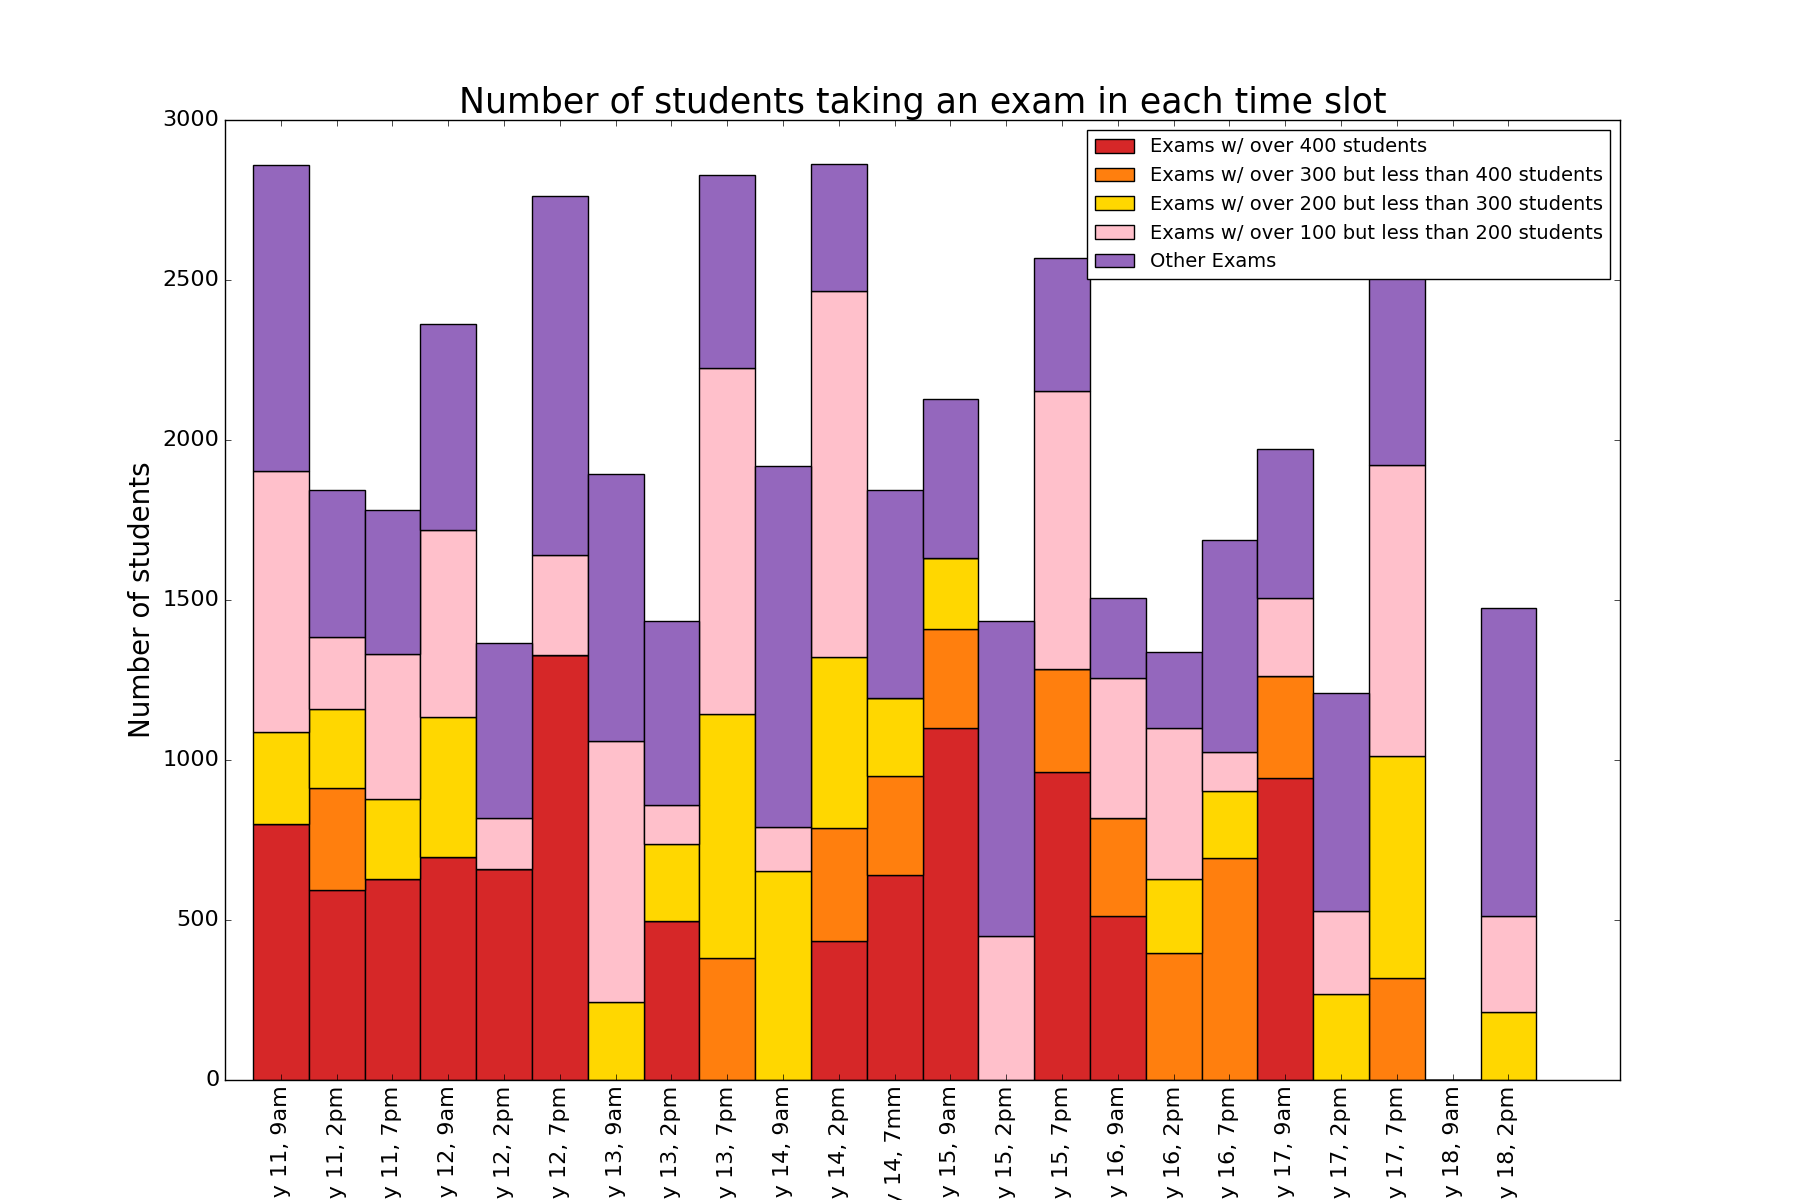 Number of students taking an exam in each time slot
Exams w/ over 400 students
Exams w/ over 300 but less than 400 students
Exams w/ over 200 but less than 300 students
Exams w/ over 100 but less than 200 students
Other Exams
3000
2500
2000
1500
1000
500
0
Number of students
y 11, 9am
y 11, 2pm
y 11, 7pm
y 12, 9am
y 12, 2pm
y 12, 7pm
y 13, 9am
y 13, 2pm
y 13, 7pm
y 14, 9am
y 14, 2pm
y 14, 7mm
y 15, 9am
y 15, 2pm
y 15, 7pm
y 16, 9am
y 16, 2pm
y 16, 7pm
y 17, 9am
y 17, 2pm
y 17, 7pm
y 18, 9am
y 18, 2pm